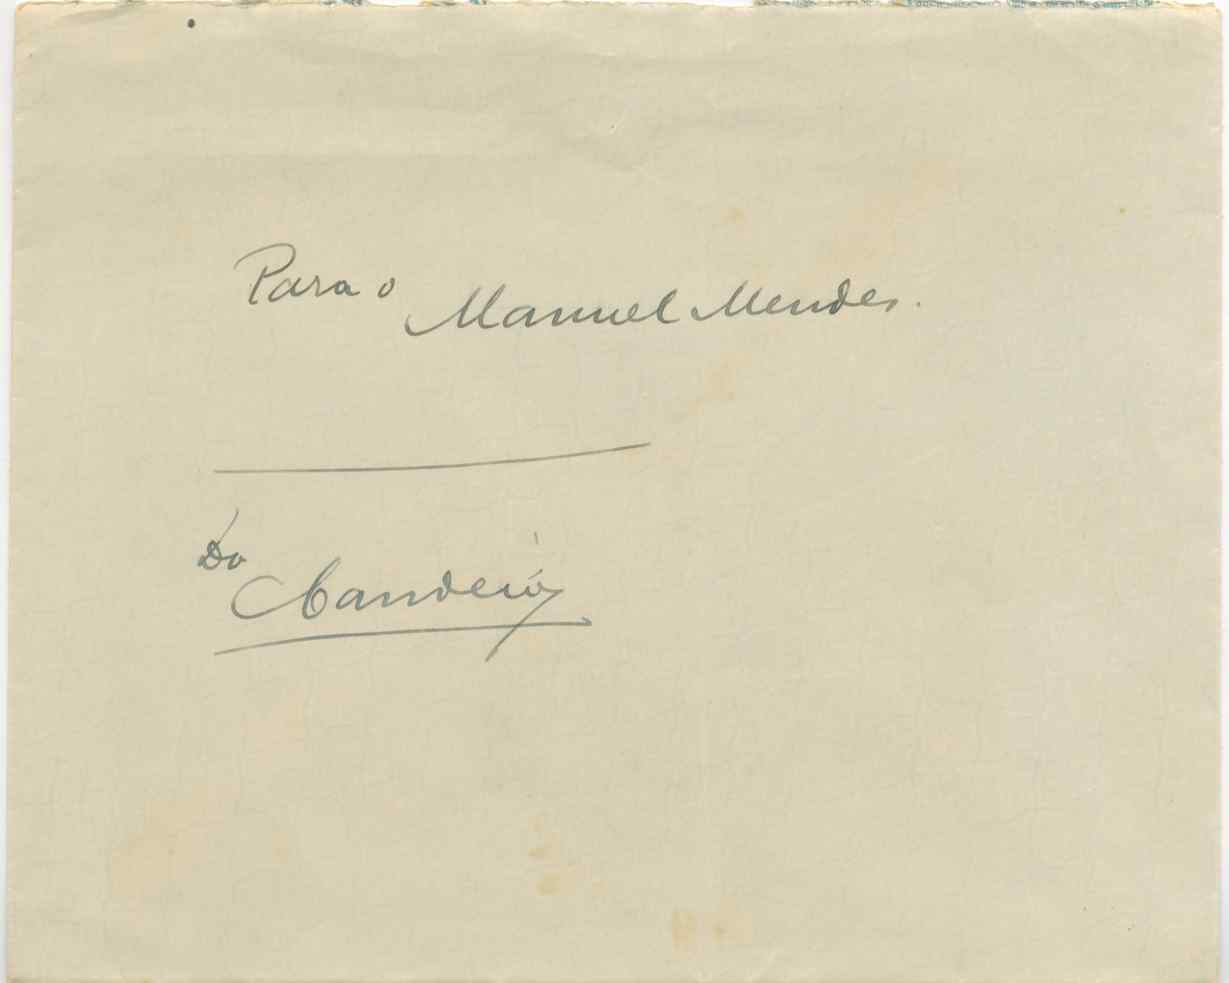 Para o Manuel Mendes.
Do
Bandeira